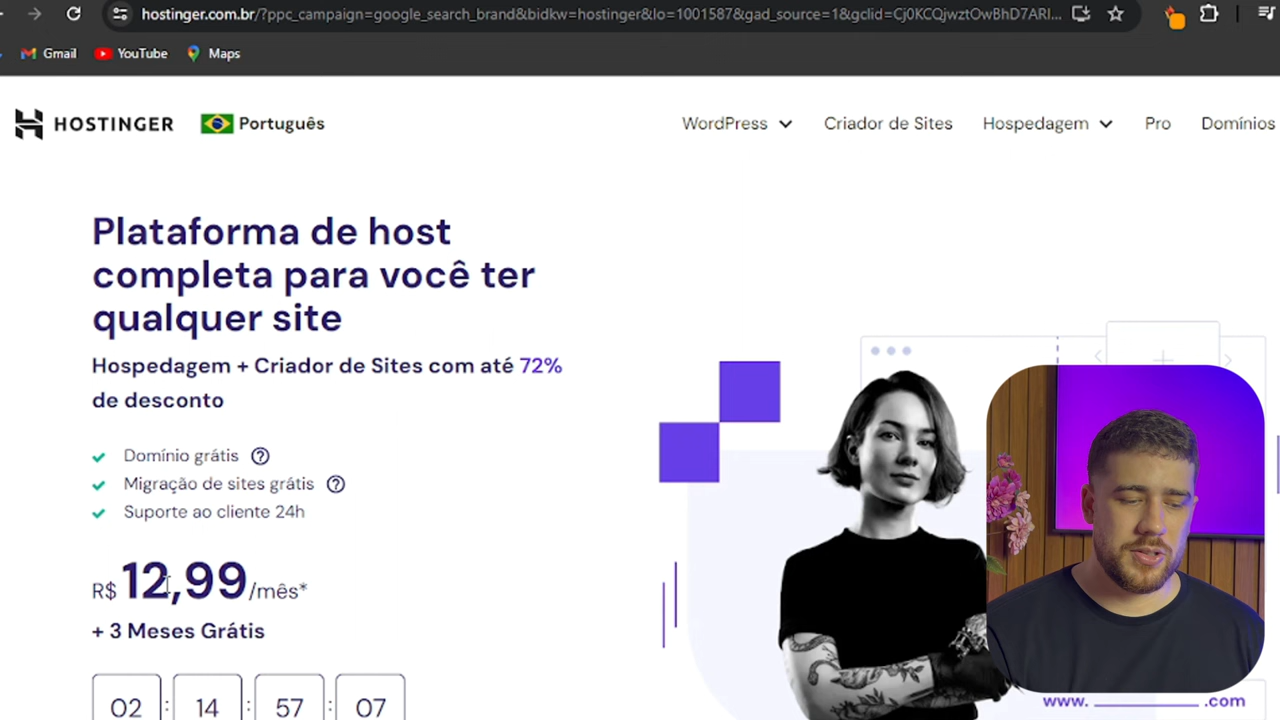 hostinger.com.br/?ppc_campaign=google_search_brand&bidkw=hostinger&lo=1001587&gad_source=1&gclid=Cj0KCQjwztOwBhD7ARI...
Gmail YouTube Maps
HOSTINGER Português WordPress Criador de Sites Hospedagem Pro Domínios
Plataforma de host
completa para você ter
qualquer site
Hospedagem + Criador de Sites com até 72%
de desconto
Domínio grátis
Migração de sites grátis
Suporte ao cliente 24h
R$ 12,99/mês*
+ 3 Meses Grátis
02 : 14 : 57 : 07
www. ____________ .com